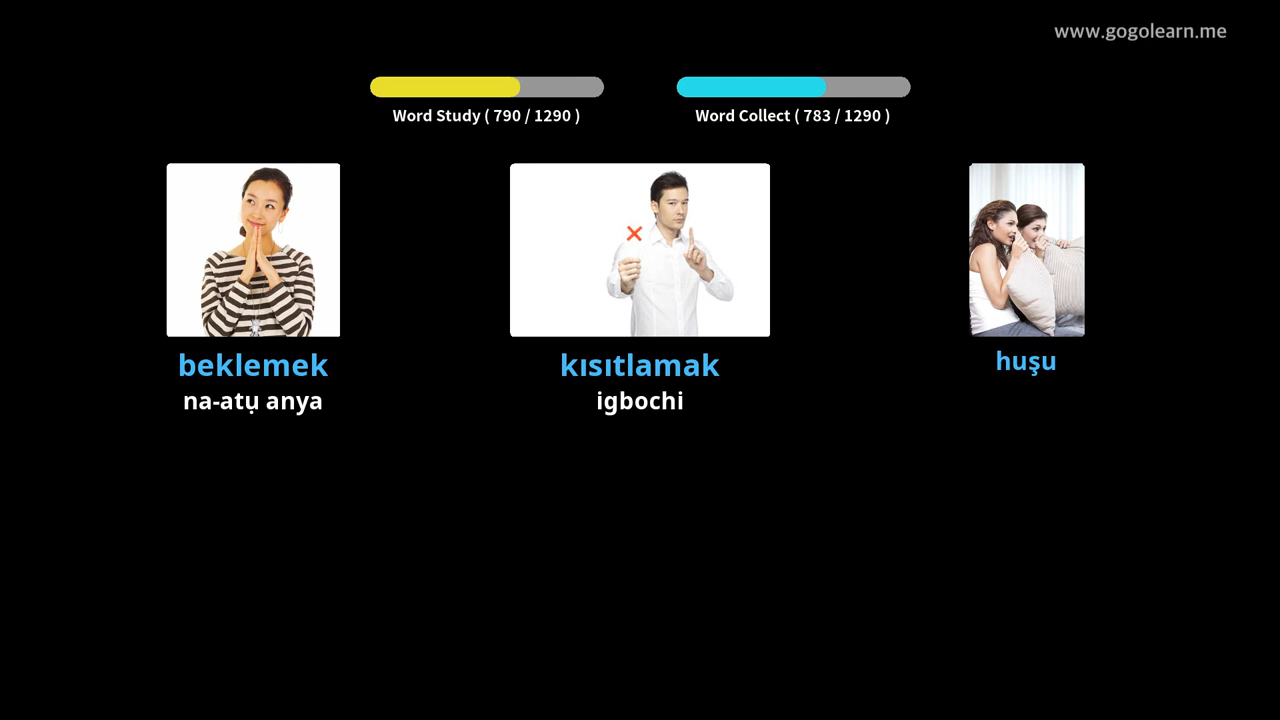 www.gogolearn.me
Word Study ( 790 / 1290 )
Word Collect ( 783 / 1290 )
beklemek
na-atụ anya
kısıtlamak
igbochi
huşu